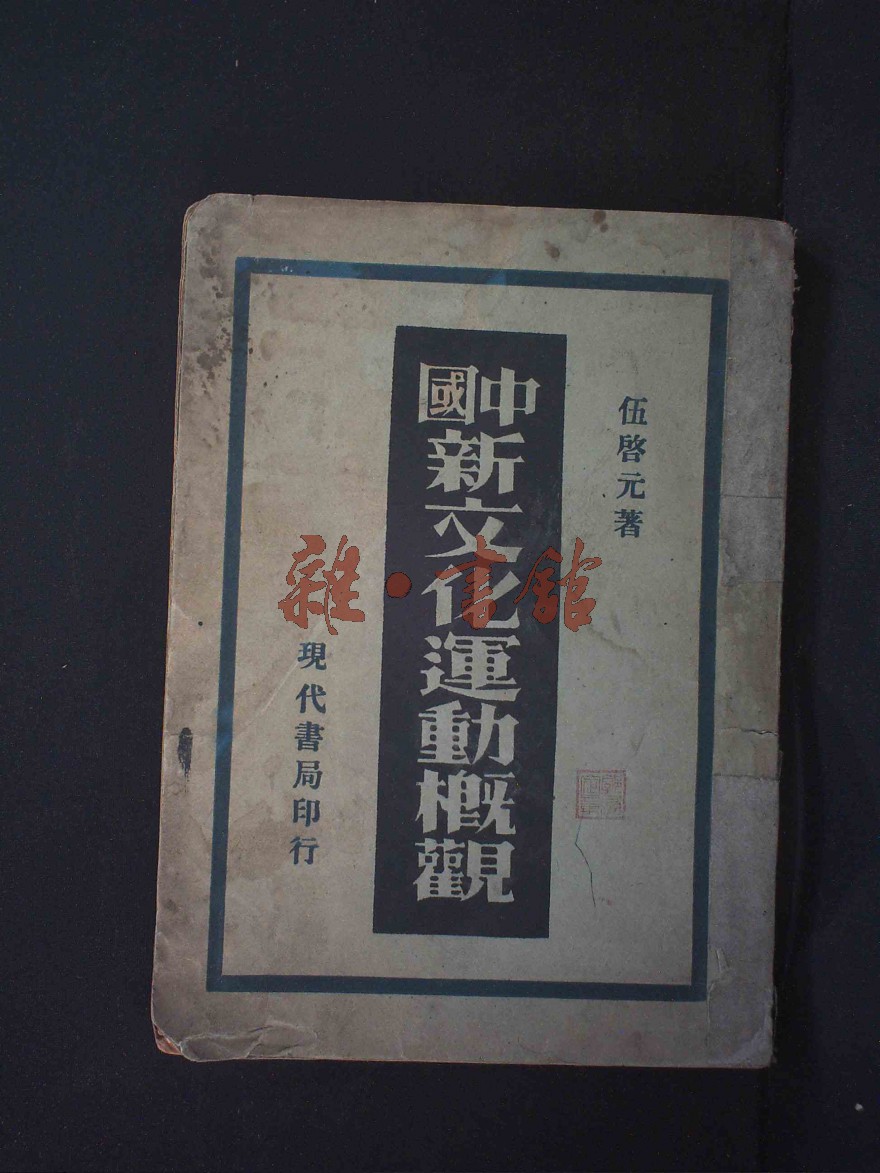 伍啓元著
中國
新文化運動概觀
現代書局印行
雜·書館